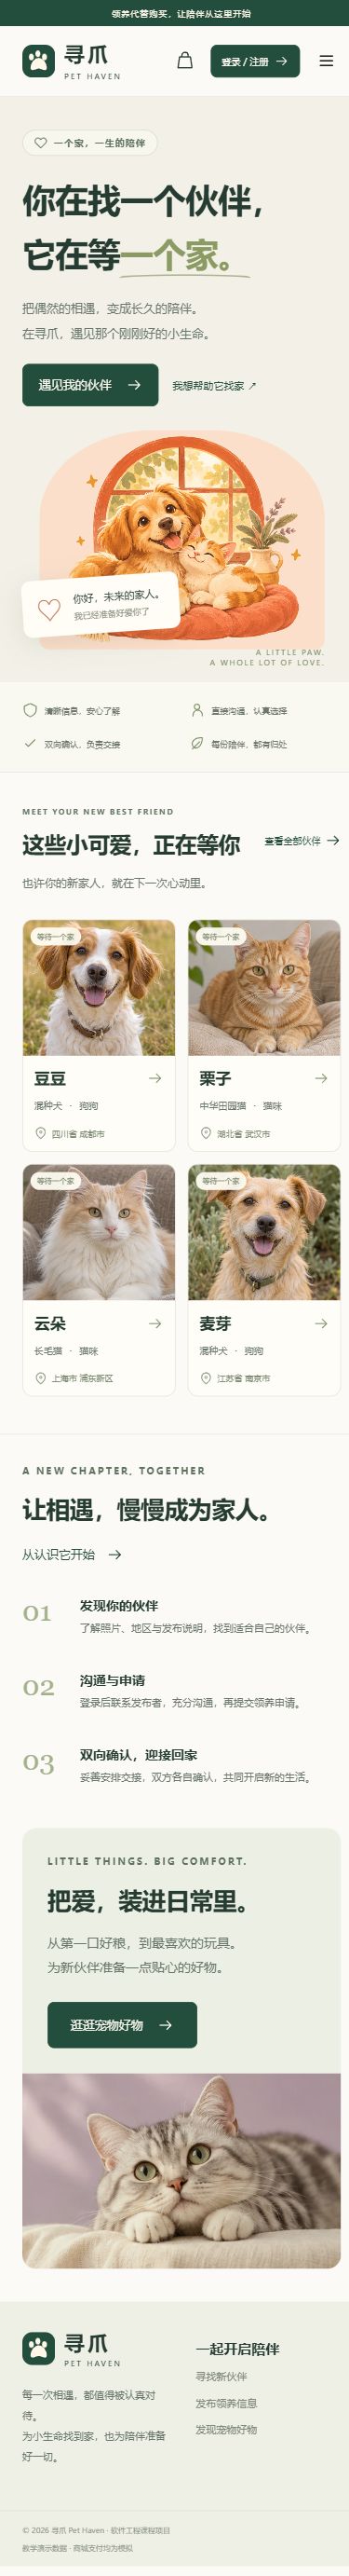 领养代替购买，让陪伴从这里开始
寻爪
PET HAVEN
登录 / 注册 →
一个家，一生的陪伴
你在找一个伙伴，
它在等一个家。
把偶然的相遇，变成长久的陪伴。
在寻爪，遇见那个刚刚好的小生命。
遇见我的伙伴 →
我想帮助它找家 ↗
你好，未来的家人。
我已经准备好爱你了
A LITTLE PAW.
A WHOLE LOT OF LOVE.
清晰信息，安心了解
直接沟通，认真选择
双向确认，负责交接
每份陪伴，都有归处
MEET YOUR NEW BEST FRIEND
这些小可爱，正在等你
查看全部伙伴 →
也许你的新家人，就在下一次心动里。
等待一个家
等待一个家
豆豆 →
栗子 →
混种犬 · 狗狗
中华田园猫 · 猫咪
四川省 成都市
湖北省 武汉市
等待一个家
等待一个家
云朵 →
麦芽 →
长毛猫 · 猫咪
混种犬 · 狗狗
上海市 浦东新区
江苏省 南京市
A NEW CHAPTER, TOGETHER
让相遇，慢慢成为家人。
从认识它开始 →
01
发现你的伙伴
了解照片、地区与发布说明，找到适合自己的伙伴。
02
沟通与申请
登录后联系发布者，充分沟通，再提交领养申请。
03
双向确认，迎接回家
妥善安排交接，双方各自确认，共同开启新的生活。
LITTLE THINGS. BIG COMFORT.
把爱，装进日常里。
从第一口好粮，到最喜欢的玩具。
为新伙伴准备一点贴心的好物。
逛逛宠物好物 →
寻爪
PET HAVEN
每一次相遇，都值得被认真对
待。
为小生命找到家，也为陪伴准备
好一切。
一起开启陪伴
寻找新伙伴
发布领养信息
发现宠物好物
© 2026 寻爪 Pet Haven · 软件工程课程项目
教学演示数据 · 商城支付均为模拟